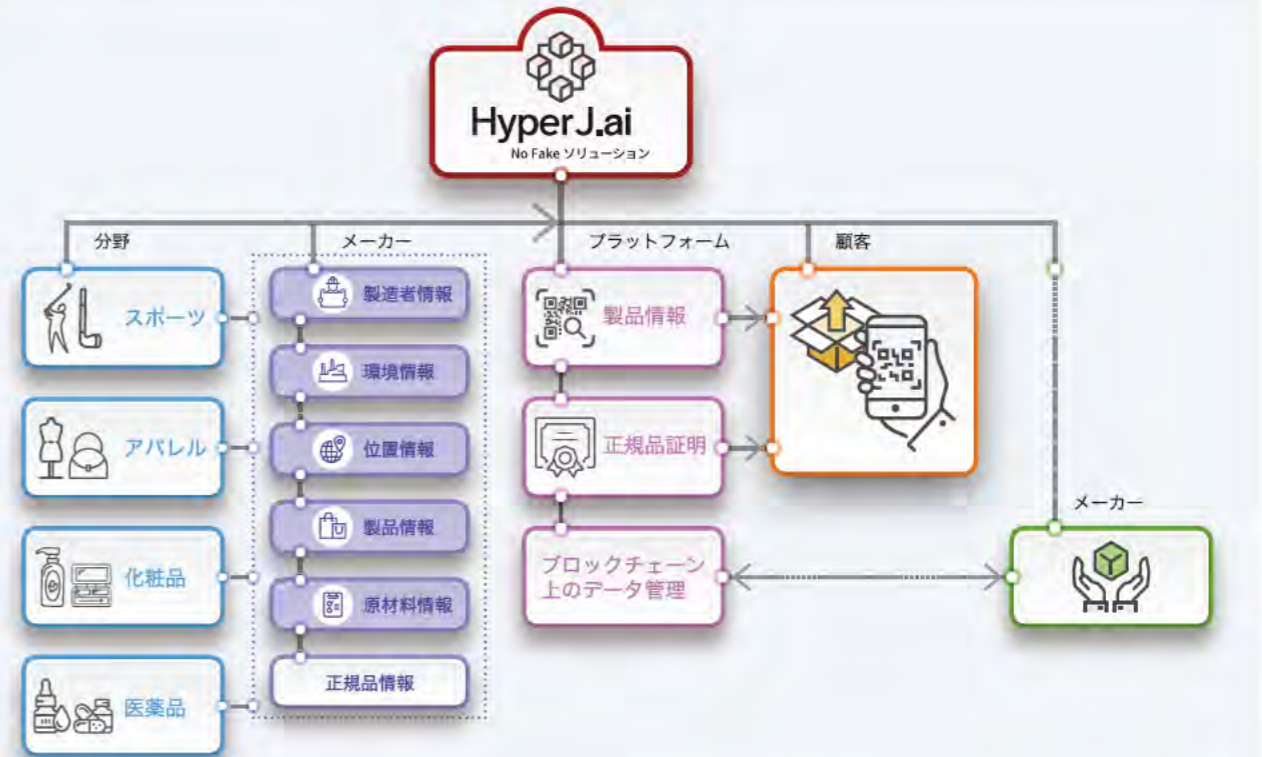 HyperJ.ai
No Fake ソリューション
分野
スポーツ
アパレル
化粧品
医薬品
メーカー
製造者情報
環境情報
位置情報
製品情報
原材料情報
正規品情報
プラットフォーム
製品情報
正規品証明
ブロックチェーン
上のデータ管理
顧客
メーカー